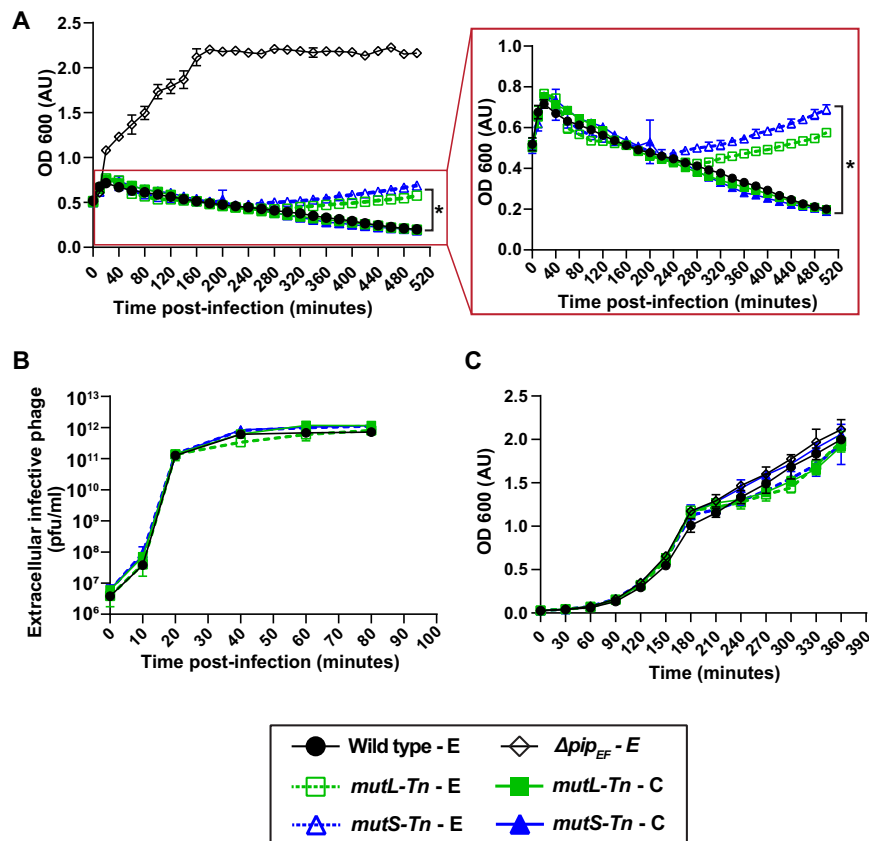 A
OD 600 (AU)
2.5
2.0
1.5
1.0
0.5
0.0
*
0 40 80 120 160 200 240 280 320 360 400 440 480 520
Time post-infection (minutes)
OD 600 (AU)
1.0
0.8
0.6
0.4
0.2
0.0
*
0 40 80 120 160 200 240 280 320 360 400 440 480 520
Time post-infection (minutes)
B
Extracellular infective phage
(pfu/ml)
10¹³
10¹²
10¹¹
10¹⁰
10⁹
10⁸
10⁷
10⁶
0 10 20 30 40 50 60 70 80 90 100
Time post-infection (minutes)
C
OD 600 (AU)
2.5
2.0
1.5
1.0
0.5
0.0
0 30 60 90 120 150 180 210 240 270 300 330 360 390
Time (minutes)
Wild type - E
Δpip_EF - E
mutL-Tn - E
mutL-Tn - C
mutS-Tn - E
mutS-Tn - C